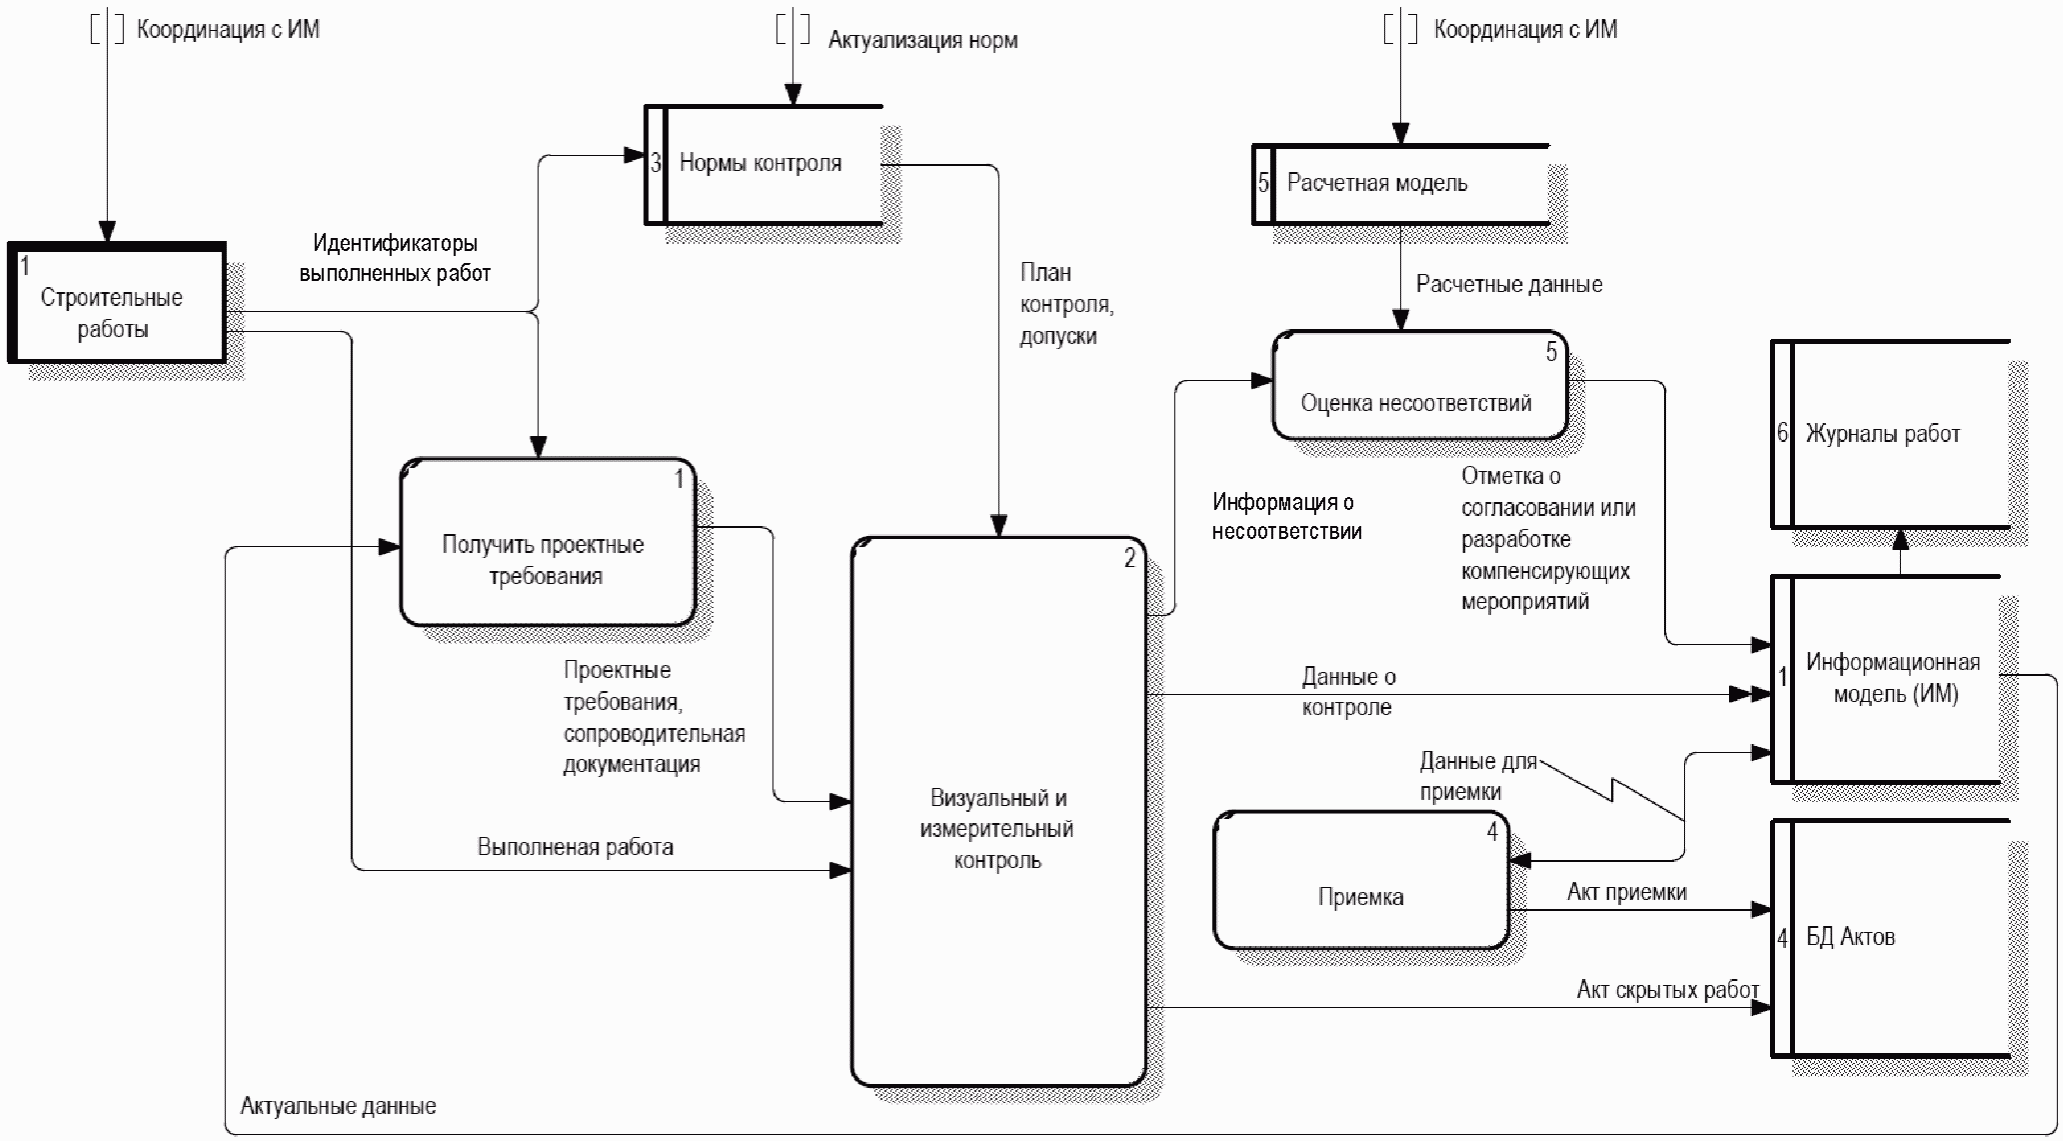 Координация с ИМ
Актуализация норм
Координация с ИМ
3
Нормы контроля
5
Расчетная модель
Идентификаторы
выполненных работ
1
Строительные
работы
План
контроля,
допуски
Расчетные данные
5
Оценка несоответствий
6
Журналы работ
1
Получить проектные
требования
Информация о
несоответствии
Отметка о
согласовании или
разработке
компенсирующих
мероприятий
2
Визуальный и
измерительный
контроль
Проектные
требования,
сопроводительная
документация
Данные о
контроле
1
Информационная
модель (ИМ)
Данные для
приемки
Выполненая работа
4
Приемка
Акт приемки
4
БД Актов
Акт скрытых работ
Актуальные данные